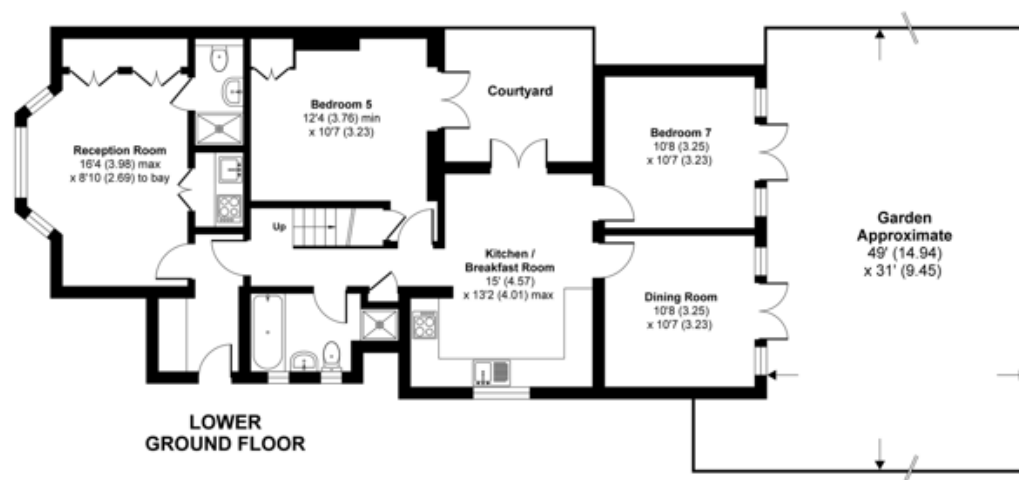 Reception Room
16'4 (3.98) max
x 8'10 (2.69) to bay
Bedroom 5
12'4 (3.76) min
x 10'7 (3.23)
Courtyard
Up
Kitchen /
Breakfast Room
15' (4.57)
x 13'2 (4.01) max
Bedroom 7
10'8 (3.25)
x 10'7 (3.23)
Dining Room
10'8 (3.25)
x 10'7 (3.23)
Garden
Approximate
49' (14.94)
x 31' (9.45)
LOWER
GROUND FLOOR